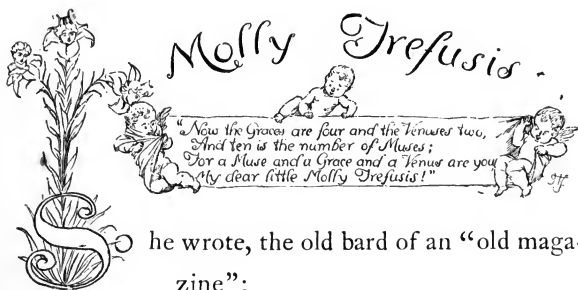 Molly Trefusis.
"Now the Graces are four and the Venuses two,
And ten is the number of Muses;
For a Muse and a Grace and a Venus are you,
My dear little Molly Trefusis!"
So he wrote, the old bard of an "old maga-
zine":